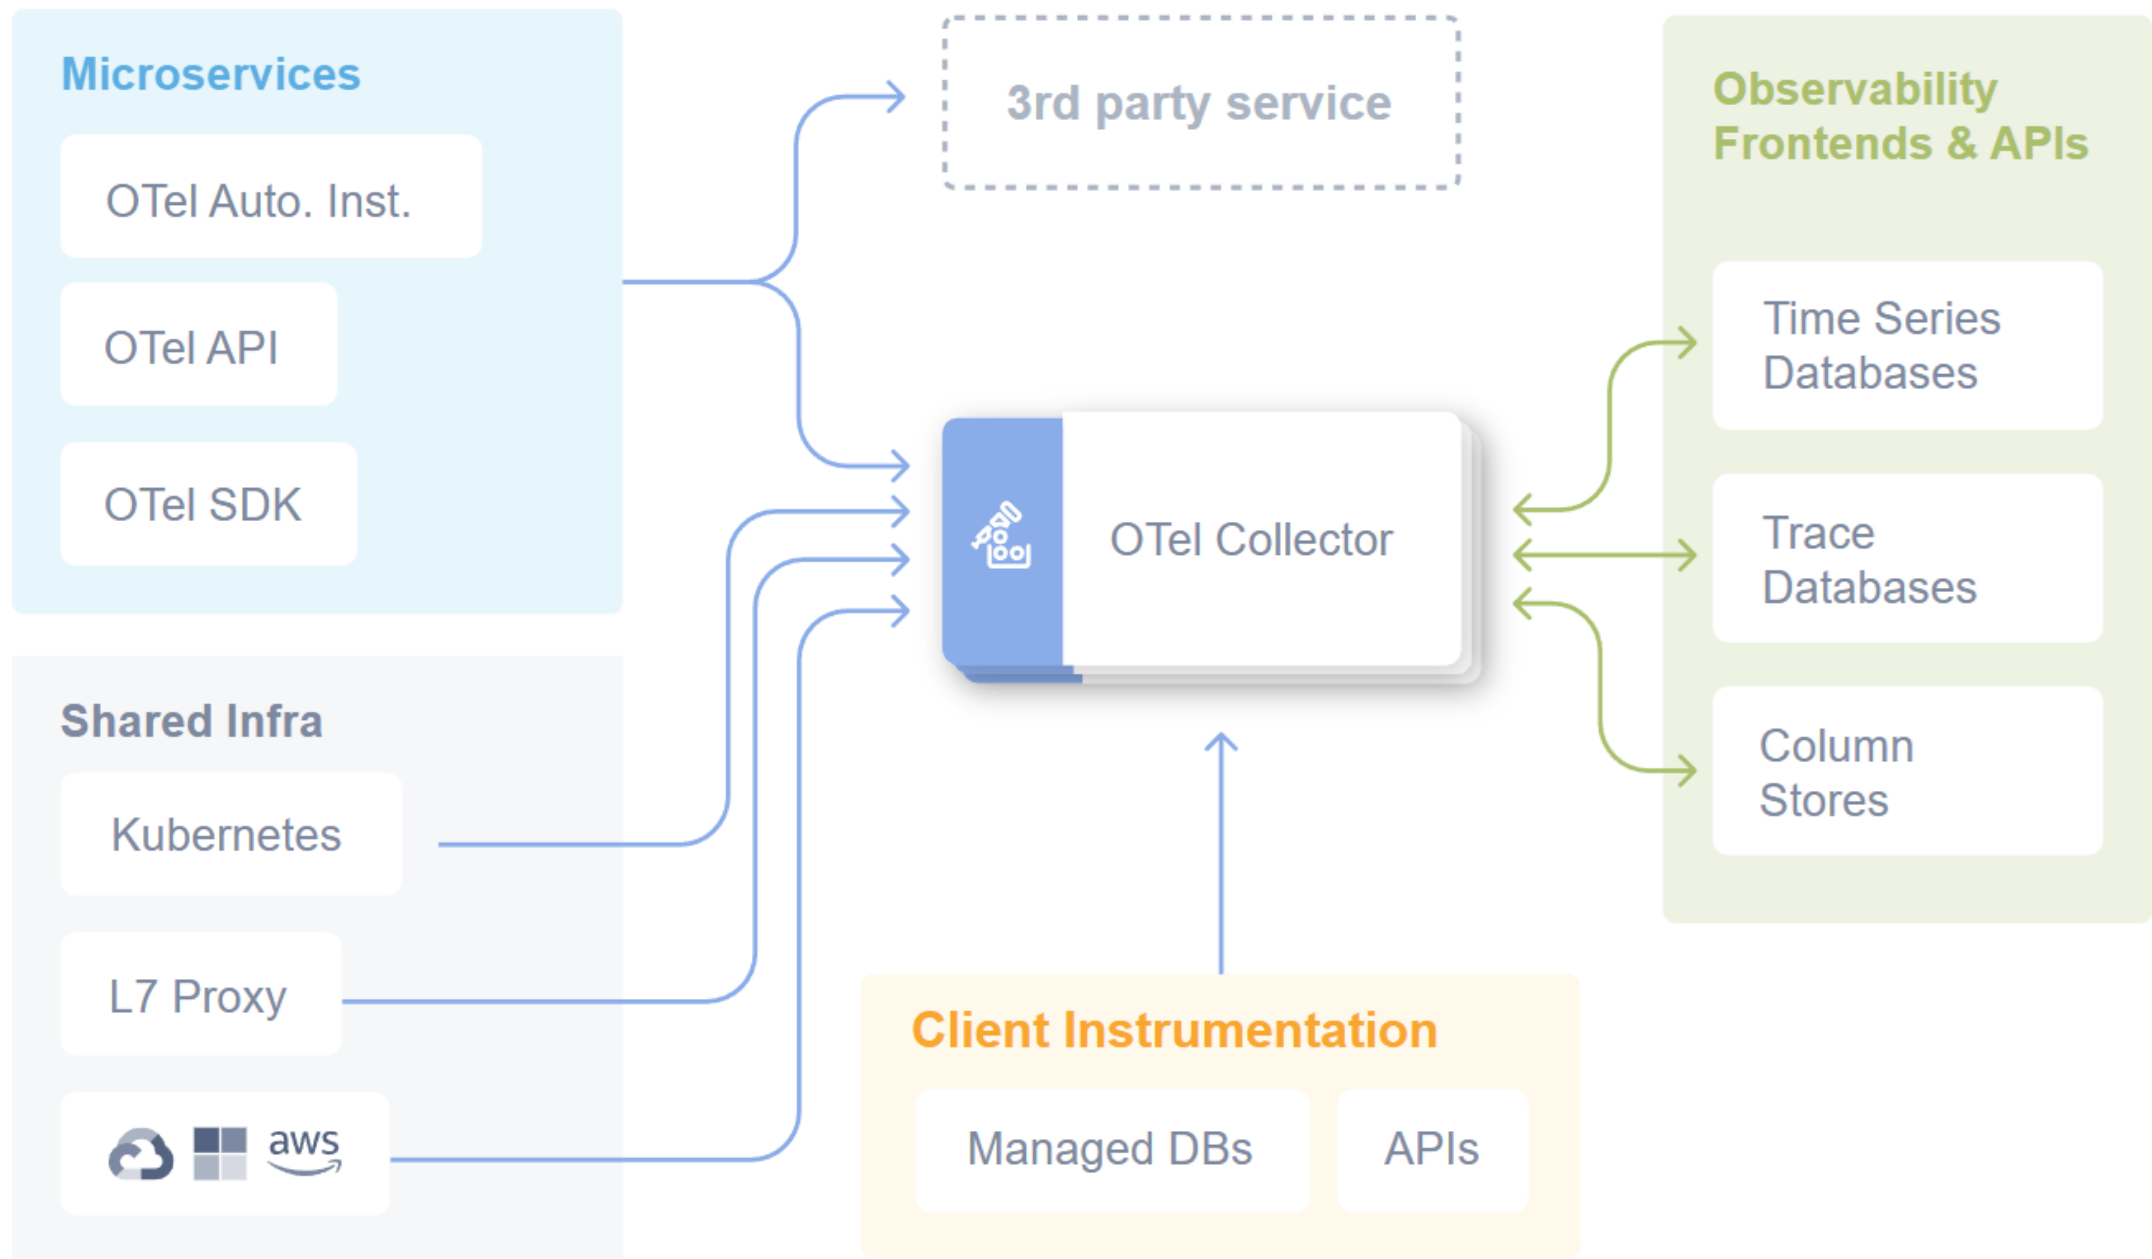 Microservices
OTel Auto. Inst.
OTel API
OTel SDK
Shared Infra
Kubernetes
L7 Proxy
aws
3rd party service
OTel Collector
Client Instrumentation
Managed DBs
APIs
Observability
Frontends & APIs
Time Series
Databases
Trace
Databases
Column
Stores